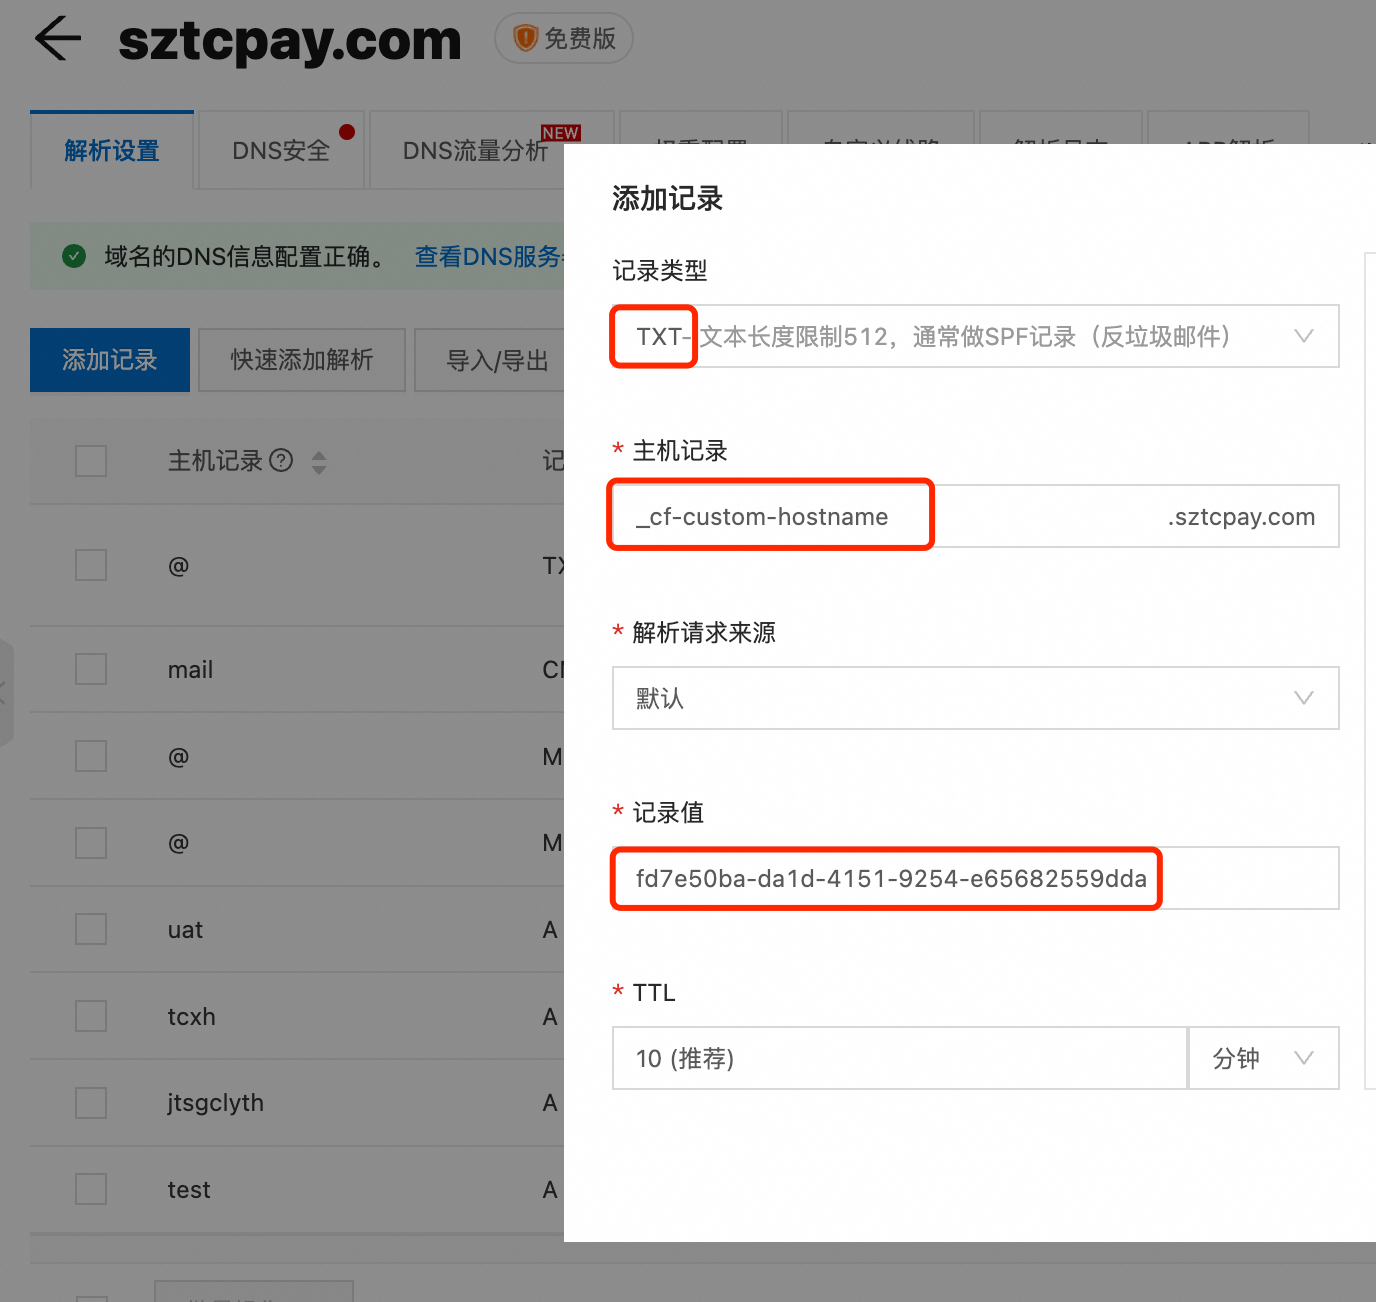 sztcpay.com 免费版
解析设置 DNS安全 DNS流量分析 NEW
添加记录
域名的DNS信息配置正确。 查看DNS服务
记录类型
TXT- 文本长度限制512，通常做SPF记录（反垃圾邮件）
添加记录 快速添加解析 导入/导出
* 主机记录
主机记录 ? 记
_cf-custom-hostname .sztcpay.com
@ TX
* 解析请求来源
mail CN
默认
@ M
* 记录值
@ M
fd7e50ba-da1d-4151-9254-e65682559dda
uat A
* TTL
tcxh A
10 (推荐) 分钟
jtsgclyth A
test A